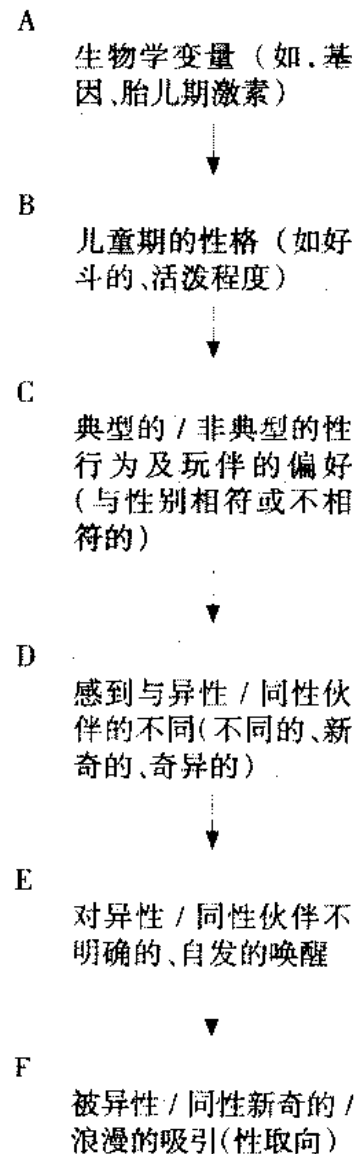 A
生物学变量（如.基
因、胎儿期激素）
B
儿童期的性格（如好
斗的、活泼程度）
C
典型的/非典型的性
行为及玩伴的偏好
(与性别相符或不相
符的）
D
感到与异性/同性伙
伴的不同(不同的、新
奇的、奇异的）
E
对异性/同性伙伴不
明确的、自发的唤醒
F
被异性/同性新奇的/
浪漫的吸引(性取向）